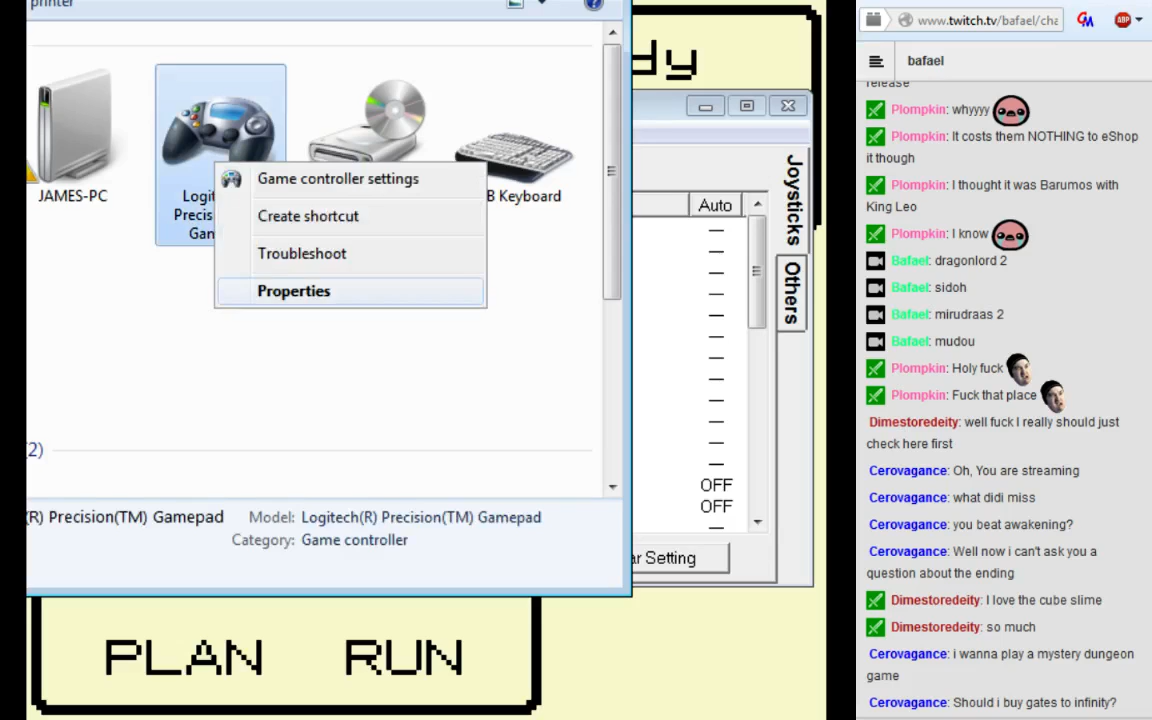 printer
JAMES-PC
Logit
Precis
Gan
B Keyboard
Game controller settings
Create shortcut
Troubleshoot
Properties
(2)
(R) Precision(TM) Gamepad
Model: Logitech(R) Precision(TM) Gamepad
Category: Game controller
dy
Auto
Joysticks
Others
OFF
OFF
ar Setting
PLAN RUN
www.twitch.tv/bafael/cha
ABP
bafael
release
Plompkin: whyyyy
Plompkin: It costs them NOTHING to eShop
it though
Plompkin: I thought it was Barumos with
King Leo
Plompkin: I know
Bafael: dragonlord 2
Bafael: sidoh
Bafael: mirudraas 2
Bafael: mudou
Plompkin: Holy fuck
Plompkin: Fuck that place
Dimestoredeity: well fuck I really should just
check here first
Cerovagance: Oh, You are streaming
Cerovagance: what didi miss
Cerovagance: you beat awakening?
Cerovagance: Well now i can't ask you a
question about the ending
Dimestoredeity: I love the cube slime
Dimestoredeity: so much
Cerovagance: i wanna play a mystery dungeon
game
Cerovagance: Should i buy gates to infinity?